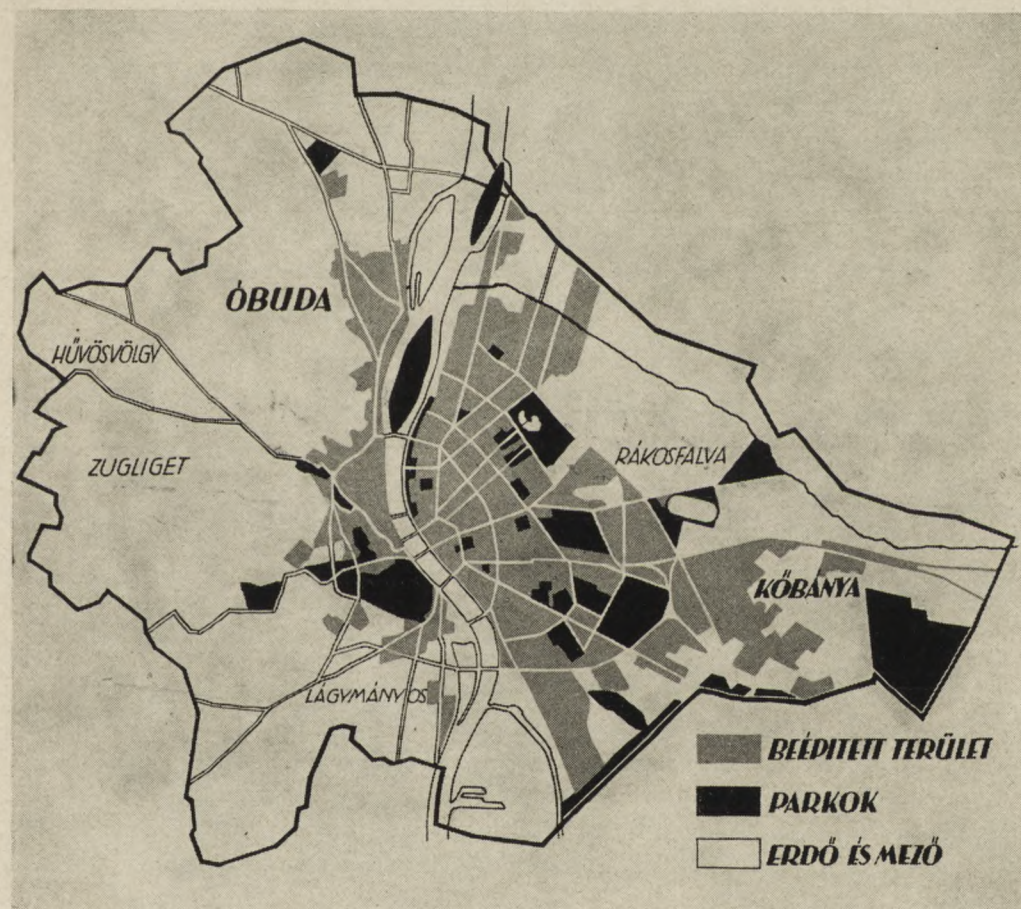 ÓBUDA
HŰVÖSVÖLGY
ZUGLIGET
RÁKOSFALVA
KŐBÁNYA
LÁGYMÁNYOS
BEÉPITETT TERÜLET
PARKOK
ERDŐ ÉS MEZŐ